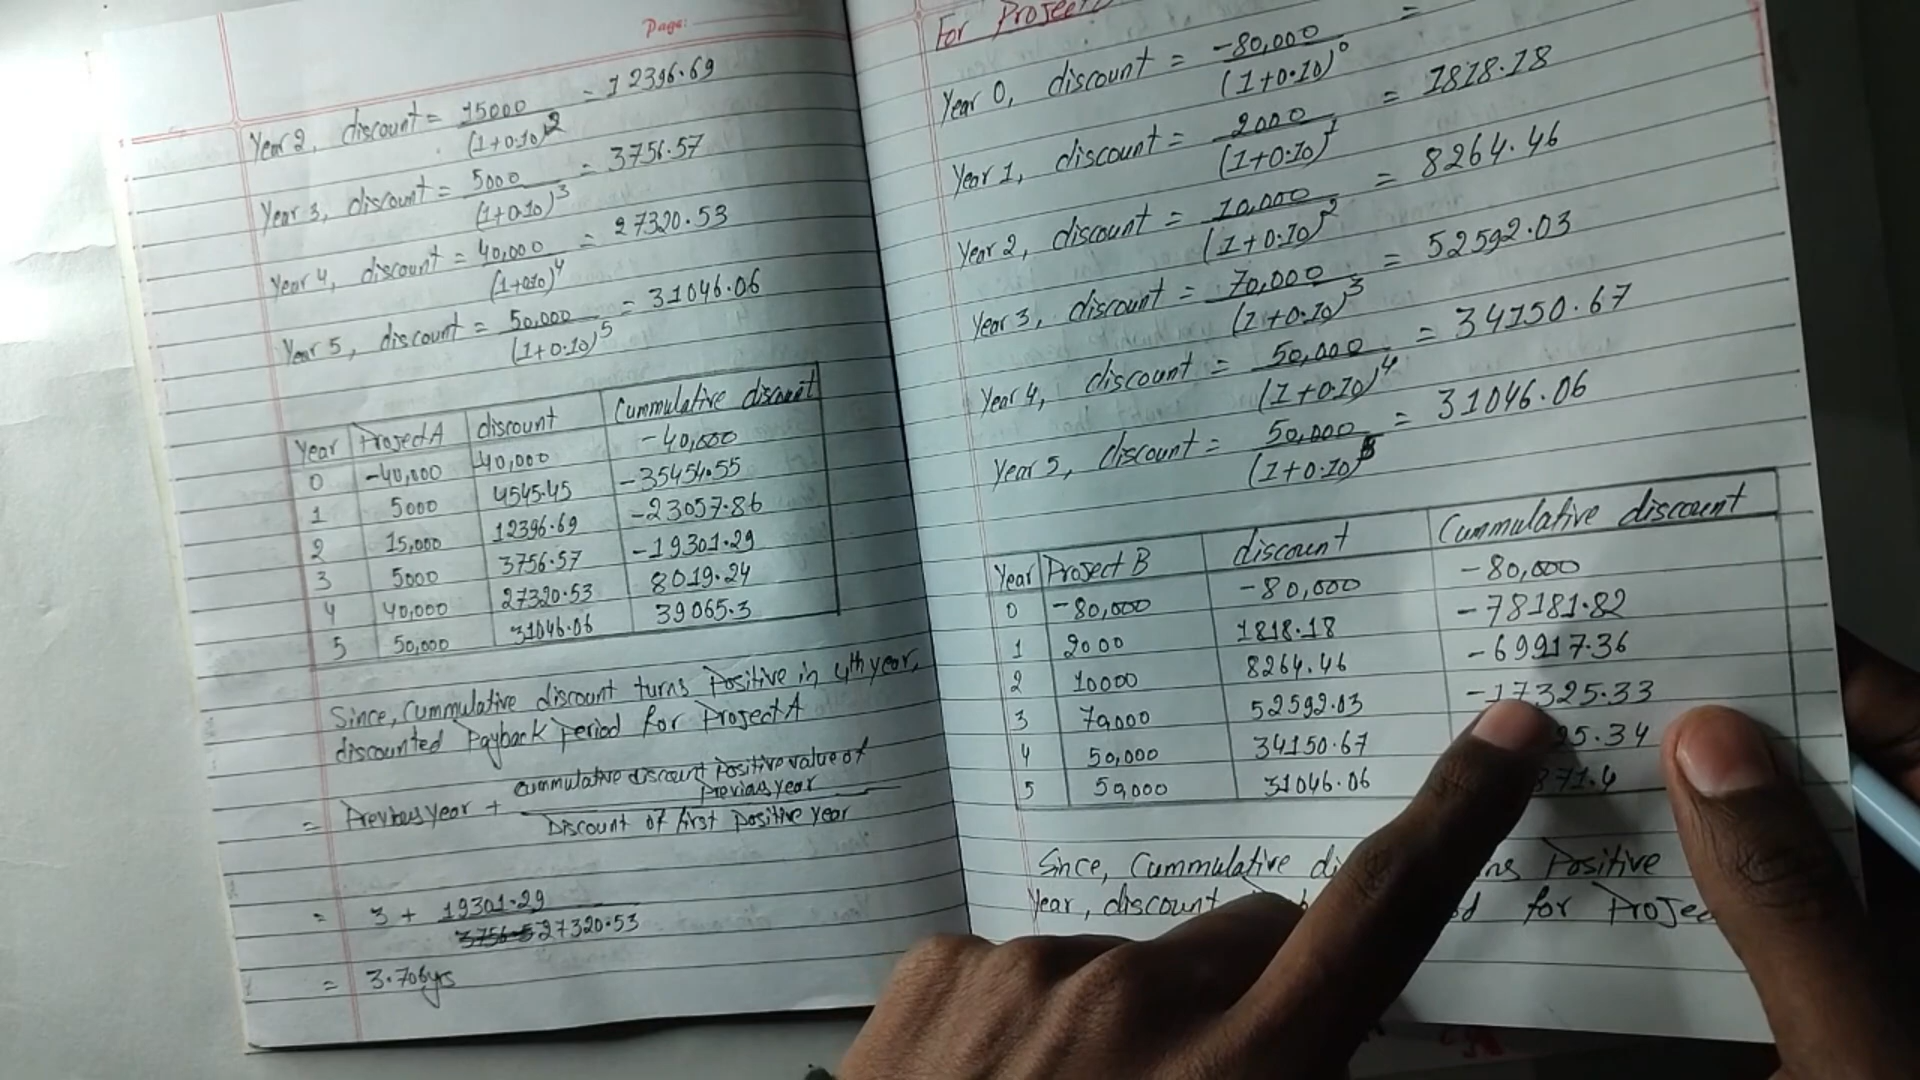 Page:
Year 2, discount = 15000 / (1+0.10)^2 = 12396.69
Year 3, discount = 5000 / (1+0.10)^3 = 3756.57
Year 4, discount = 40,000 / (1+0.10)^4 = 27320.53
Year 5, discount = 50,000 / (1+0.10)^5 = 31046.06
Year Project A discount Cummulative discount
0 -40,000 -40,000 -40,000
1 5000 4545.45 -35454.55
2 15,000 12396.69 -23057.86
3 5000 3756.57 -19301.29
4 40,000 27320.53 8019.24
5 50,000 31046.06 39065.3
Since, Cummulative discount turns Positive in 4th year,
discounted Payback Period for Project A
= Previous year + Cummulative discount Positive value of Previous year / Discount of first Positive year
= 3 + 19301.29 / 27320.53
= 3.706yrs
For Project
Year 0, discount = -80,000 / (1+0.10)^0 =
Year 1, discount = 2000 / (1+0.10)^1 = 1818.18
Year 2, discount = 10,000 / (1+0.10)^2 = 8264.46
Year 3, discount = 70,000 / (1+0.10)^3 = 52592.03
Year 4, discount = 50,000 / (1+0.10)^4 = 34150.67
Year 5, discount = 50,000 / (1+0.10)^5 = 31046.06
Year Project B discount Cummulative discount
0 -80,000 -80,000 -80,000
1 2000 1818.18 -78181.82
2 10000 8264.46 -69917.36
3 70,000 52592.03 -17325.33
4 50,000 34150.67 95.34
5 50,000 31046.06 871.4
Since, Cummulative Positive
Year, discount for Projec